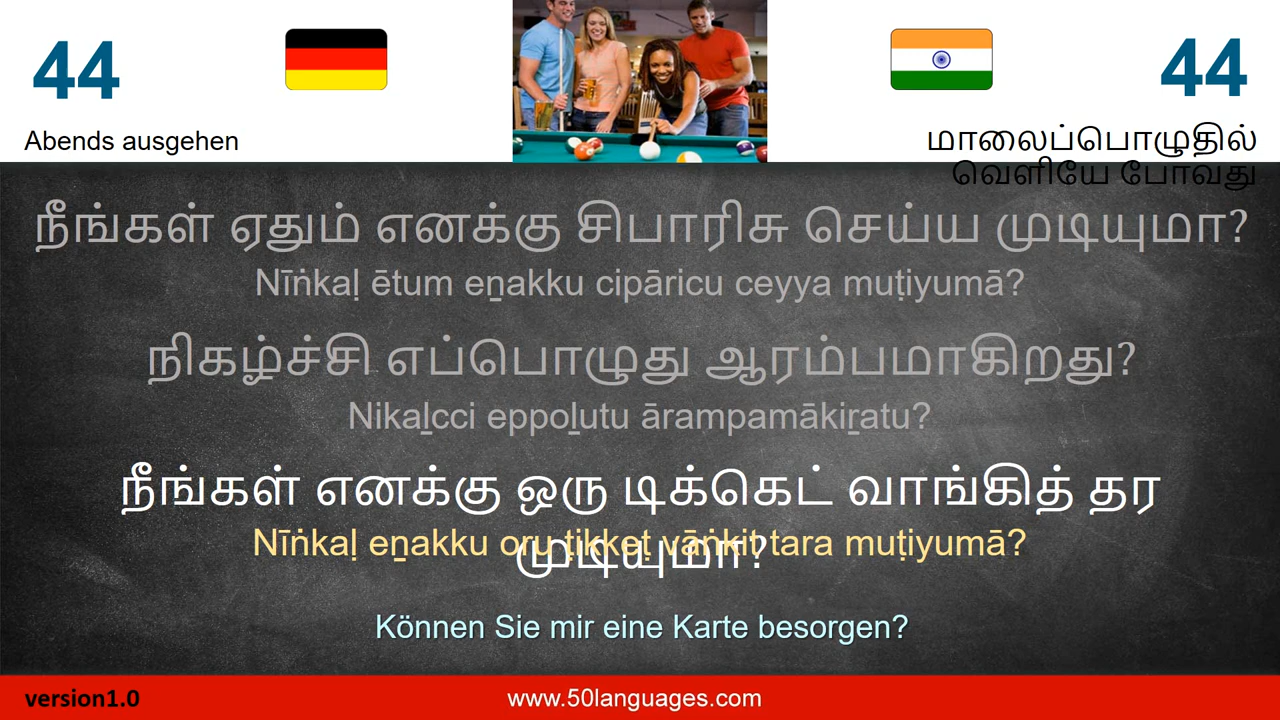 44
44
Abends ausgehen
மாலைப்பொழுதில்
வெளியே போவது
நீங்கள் ஏதும் எனக்கு சிபாரிசு செய்ய முடியுமா?
Nīṅkaḷ ētum eṉakku cipāricu ceyya muṭiyumā?
நிகழ்ச்சி எப்பொழுது ஆரம்பமாகிறது?
Nikaḻcci eppoḻutu ārampamākiṟatu?
நீங்கள் எனக்கு ஒரு டிக்கெட் வாங்கித் தர
முடியுமா?
Nīṅkaḷ eṉakku oru ṭikkeṭ vāṅkit tara muṭiyumā?
Können Sie mir eine Karte besorgen?
version1.0
www.50languages.com